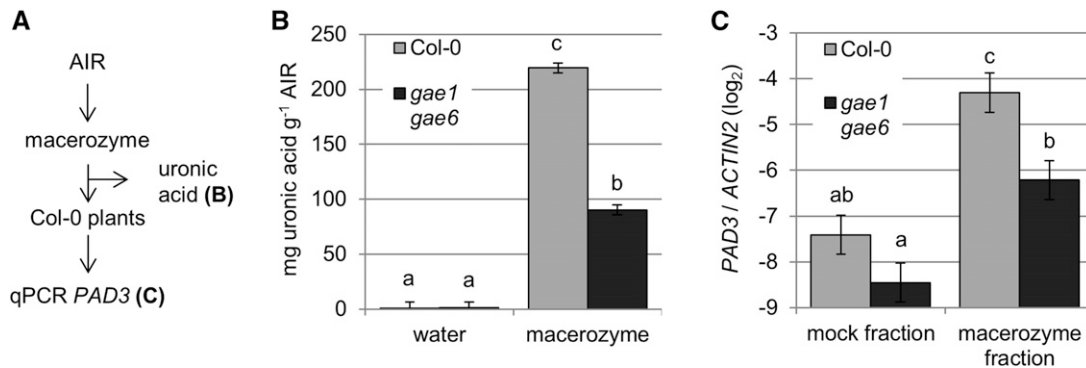 A
AIR
macerozyme
uronic
acid (B)
Col-0 plants
qPCR PAD3 (C)
B
mg uronic acid g⁻¹ AIR
250
200
150
100
50
0
Col-0
gae1
gae6
a
a
c
b
water
macerozyme
C
PAD3 / ACTIN2 (log₂)
-3
-4
-5
-6
-7
-8
-9
Col-0
gae1
gae6
ab
a
c
b
mock fraction
macerozyme
fraction